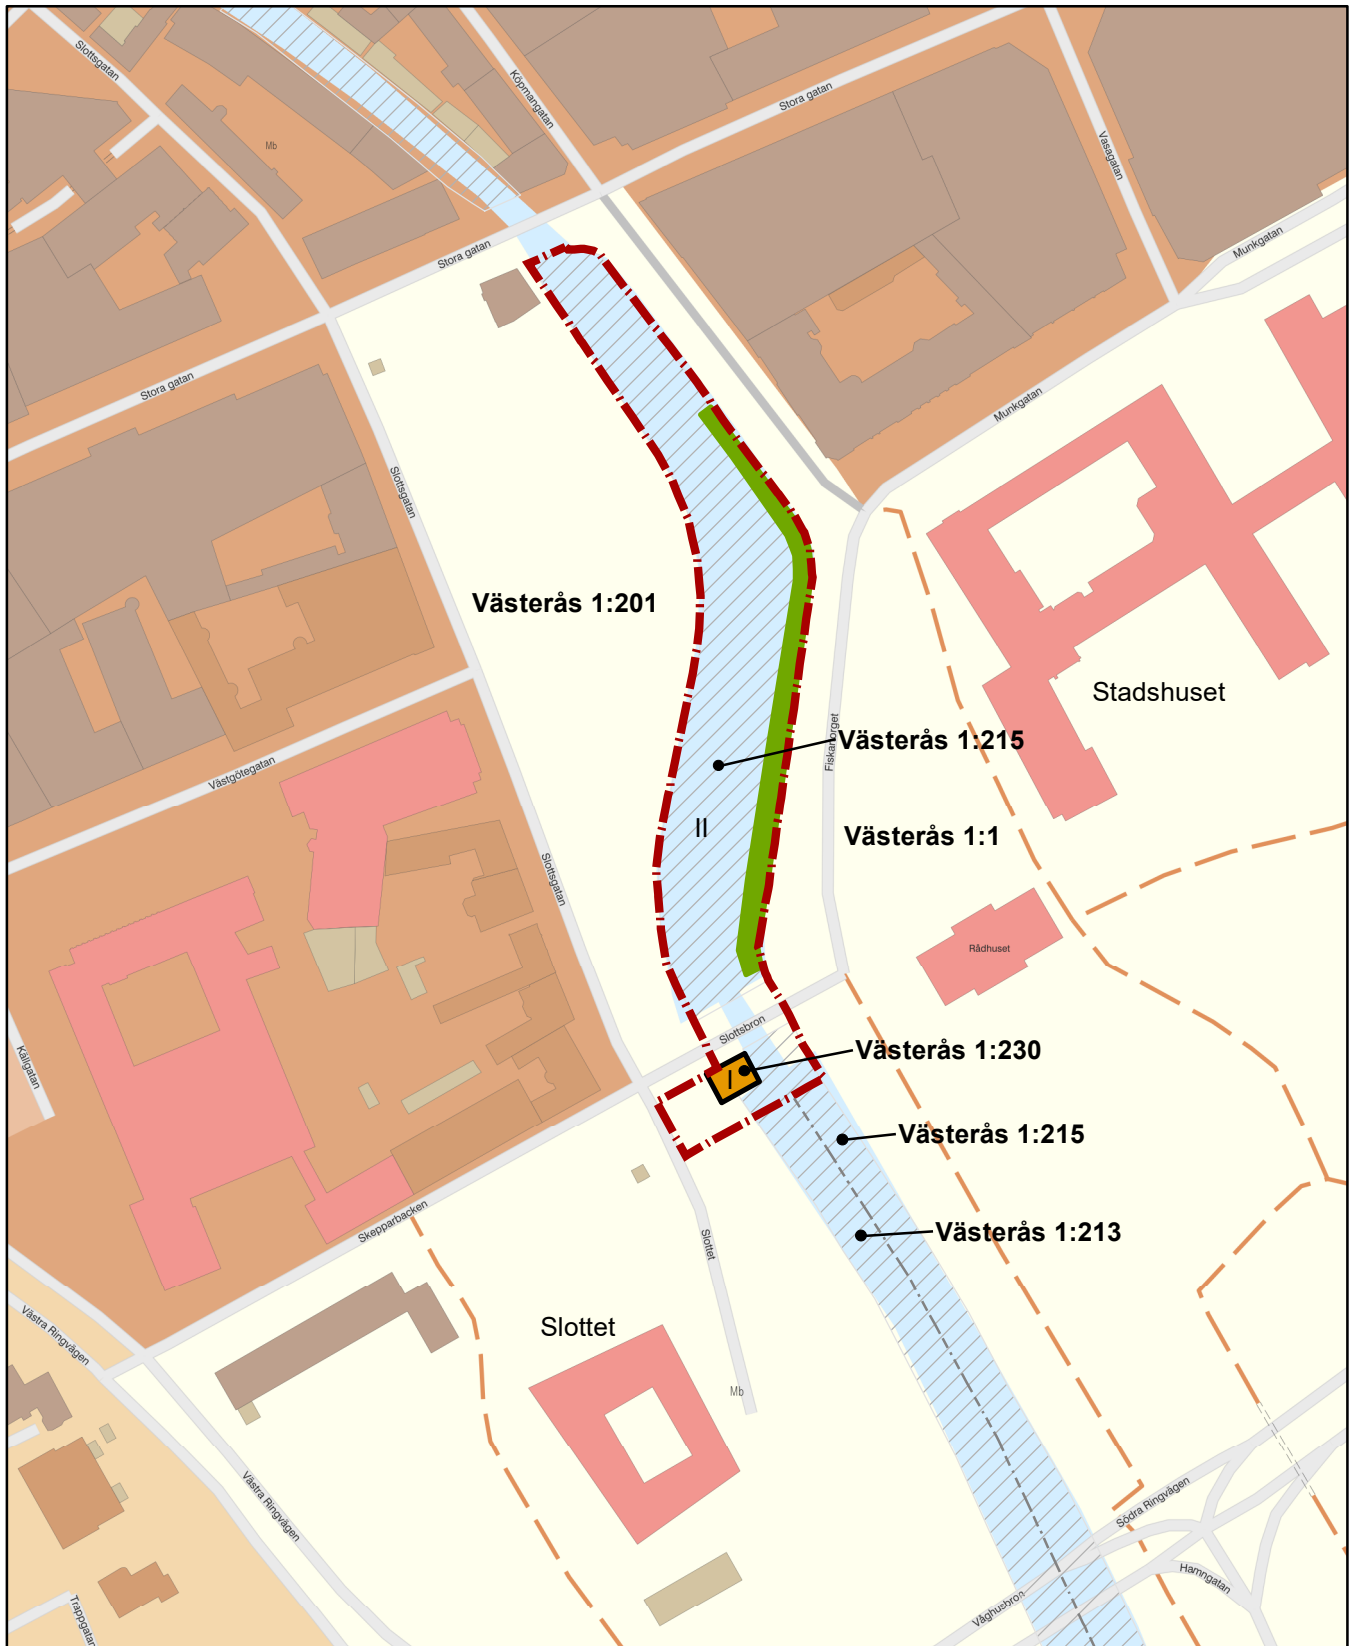 Slottsgatan
Köpmangatan
Stora gatan
Vasagatan
Mb
Munkgatan
Stora gatan
Stora gatan
Munkgatan
Slottsgatan
Västerås 1:201
Stadshuset
Fiskartorget
Västerås 1:215
Västgötegatan
II
Västerås 1:1
Slottsgatan
Rådhuset
Slottsbron
Källgatan
Västerås 1:230
I
Västerås 1:215
Skepparbacken
Slottet
Västerås 1:213
Västra Ringvägen
Slottet
Mb
Västra Ringvägen
Södra Ringvägen
Hamngatan
Våghusbron
Trappgatan